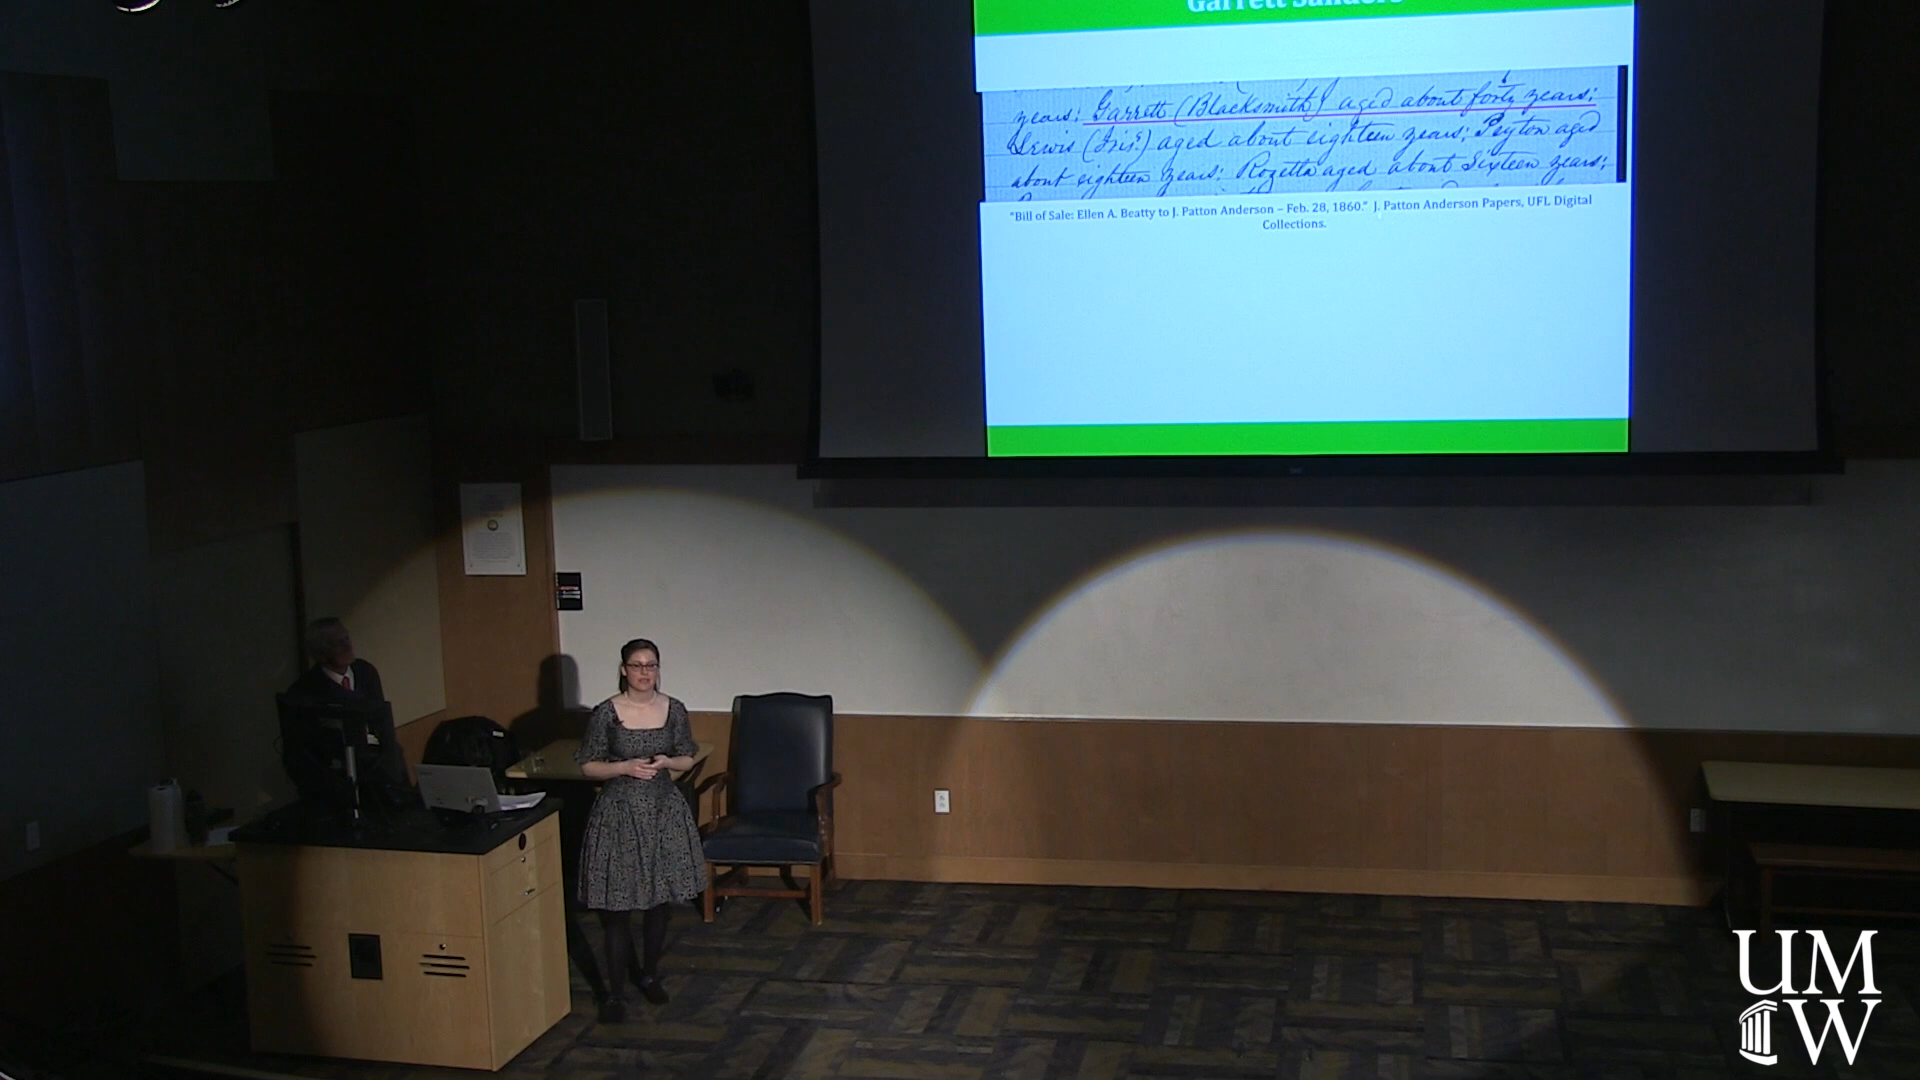 Garrett Sanders
years; Garrett (Blacksmith) aged about forty years;
Lewis aged about eighteen years; Peyton aged
about eighteen years; Rozetta aged about Sixteen years;
"Bill of Sale: Ellen A. Beatty to J. Patton Anderson – Feb. 28, 1860." J. Patton Anderson Papers, UFL Digital
Collections.
UM
W